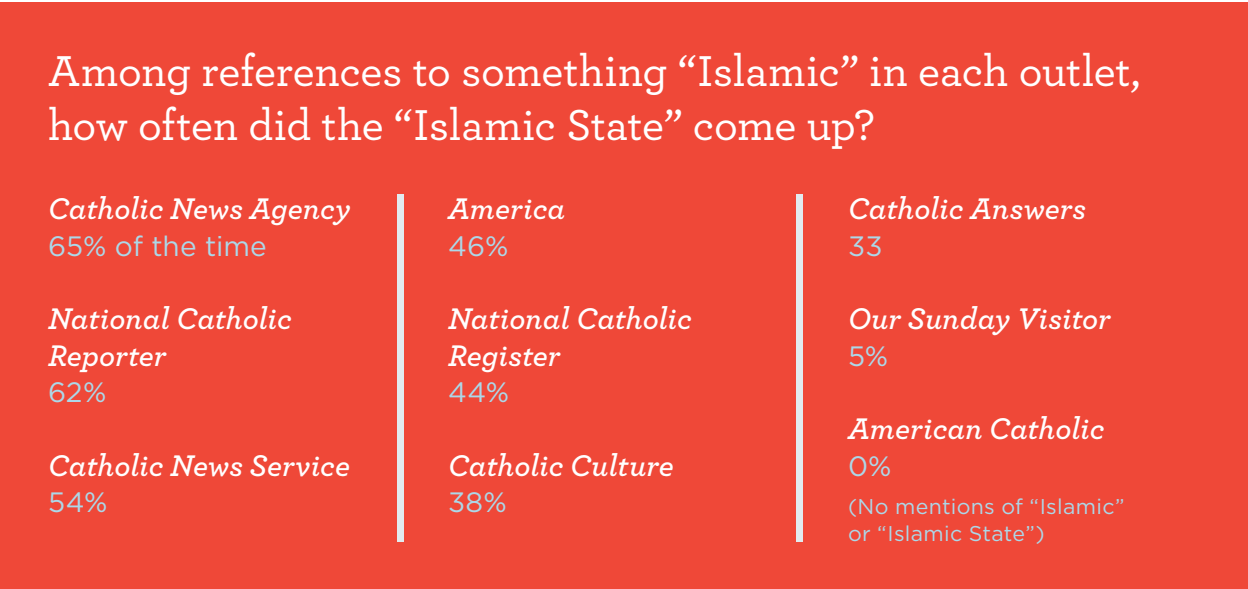 Among references to something “Islamic” in each outlet,
how often did the “Islamic State” come up?
Catholic News Agency
65% of the time
National Catholic
Reporter
62%
Catholic News Service
54%
America
46%
National Catholic
Register
44%
Catholic Culture
38%
Catholic Answers
33
Our Sunday Visitor
5%
American Catholic
0%
(No mentions of “Islamic”
or “Islamic State”)